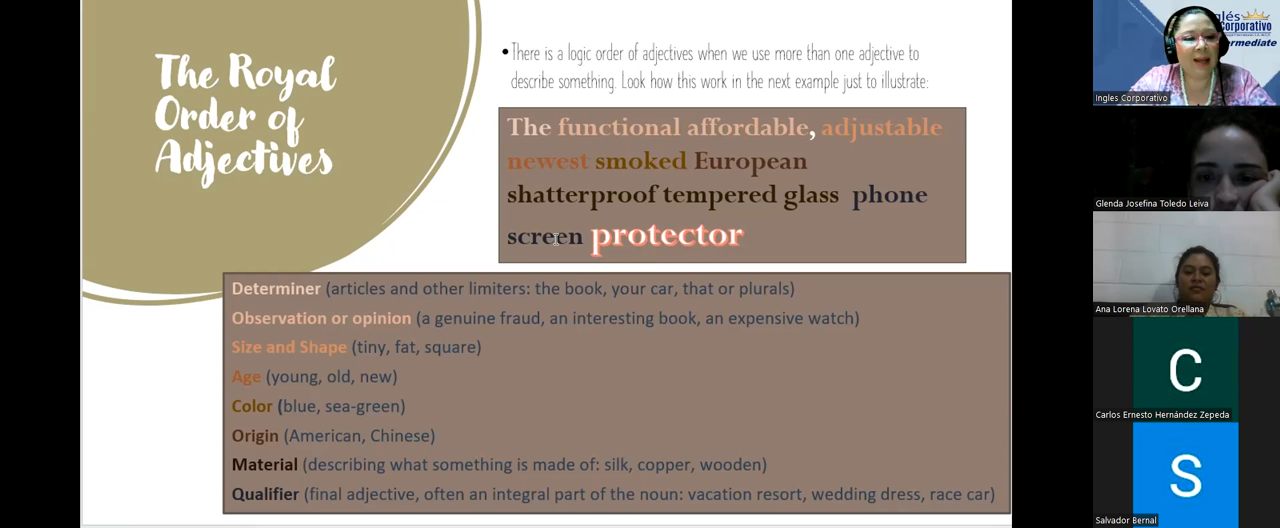 The Royal
Order of
Adjectives
•There is a logic order of adjectives when we use more than one adjective to
describe something. Look how this work in the next example just to illustrate:
The functional affordable, adjustable
newest smoked European
shatterproof tempered glass phone
screen protector
Determiner (articles and other limiters: the book, your car, that or plurals)
Observation or opinion (a genuine fraud, an interesting book, an expensive watch)
Size and Shape (tiny, fat, square)
Age (young, old, new)
Color (blue, sea-green)
Origin (American, Chinese)
Material (describing what something is made of: silk, copper, wooden)
Qualifier (final adjective, often an integral part of the noun: vacation resort, wedding dress, race car)
Corporativo
Ingles Corporativo
Glenda Josefina Toledo Leiva
Ana Lorena Lovato Orellana
C
Carlos Ernesto Hernández Zepeda
S
Salvador Bernal